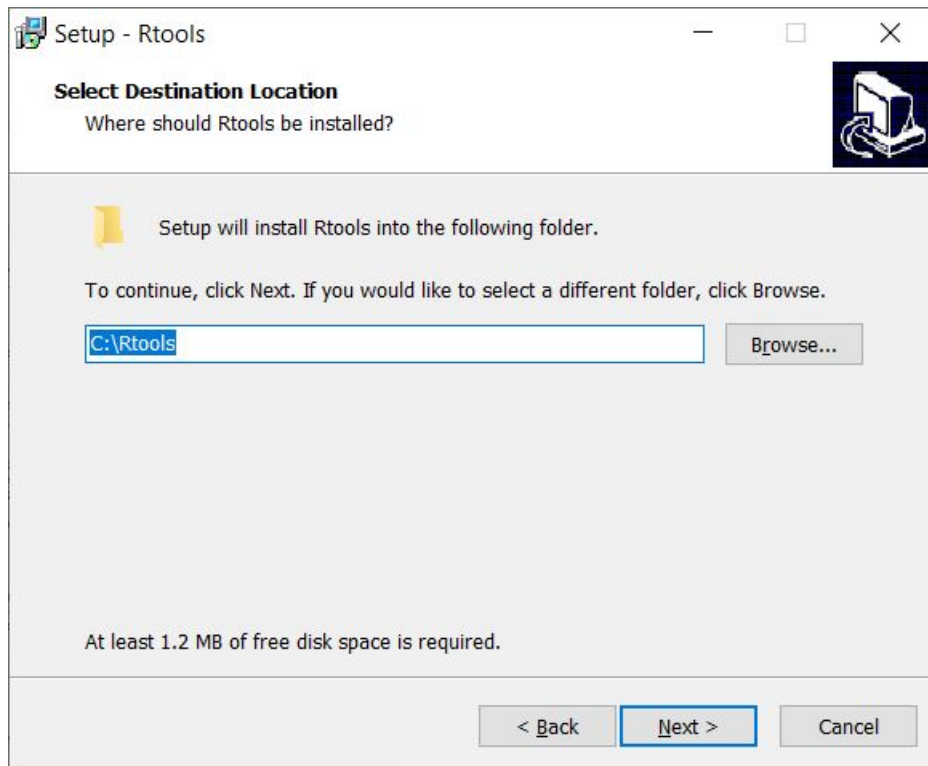 Setup - Rtools
Select Destination Location
Where should Rtools be installed?
Setup will install Rtools into the following folder.
To continue, click Next. If you would like to select a different folder, click Browse.
C:\Rtools
Browse...
At least 1.2 MB of free disk space is required.
< Back
Next >
Cancel